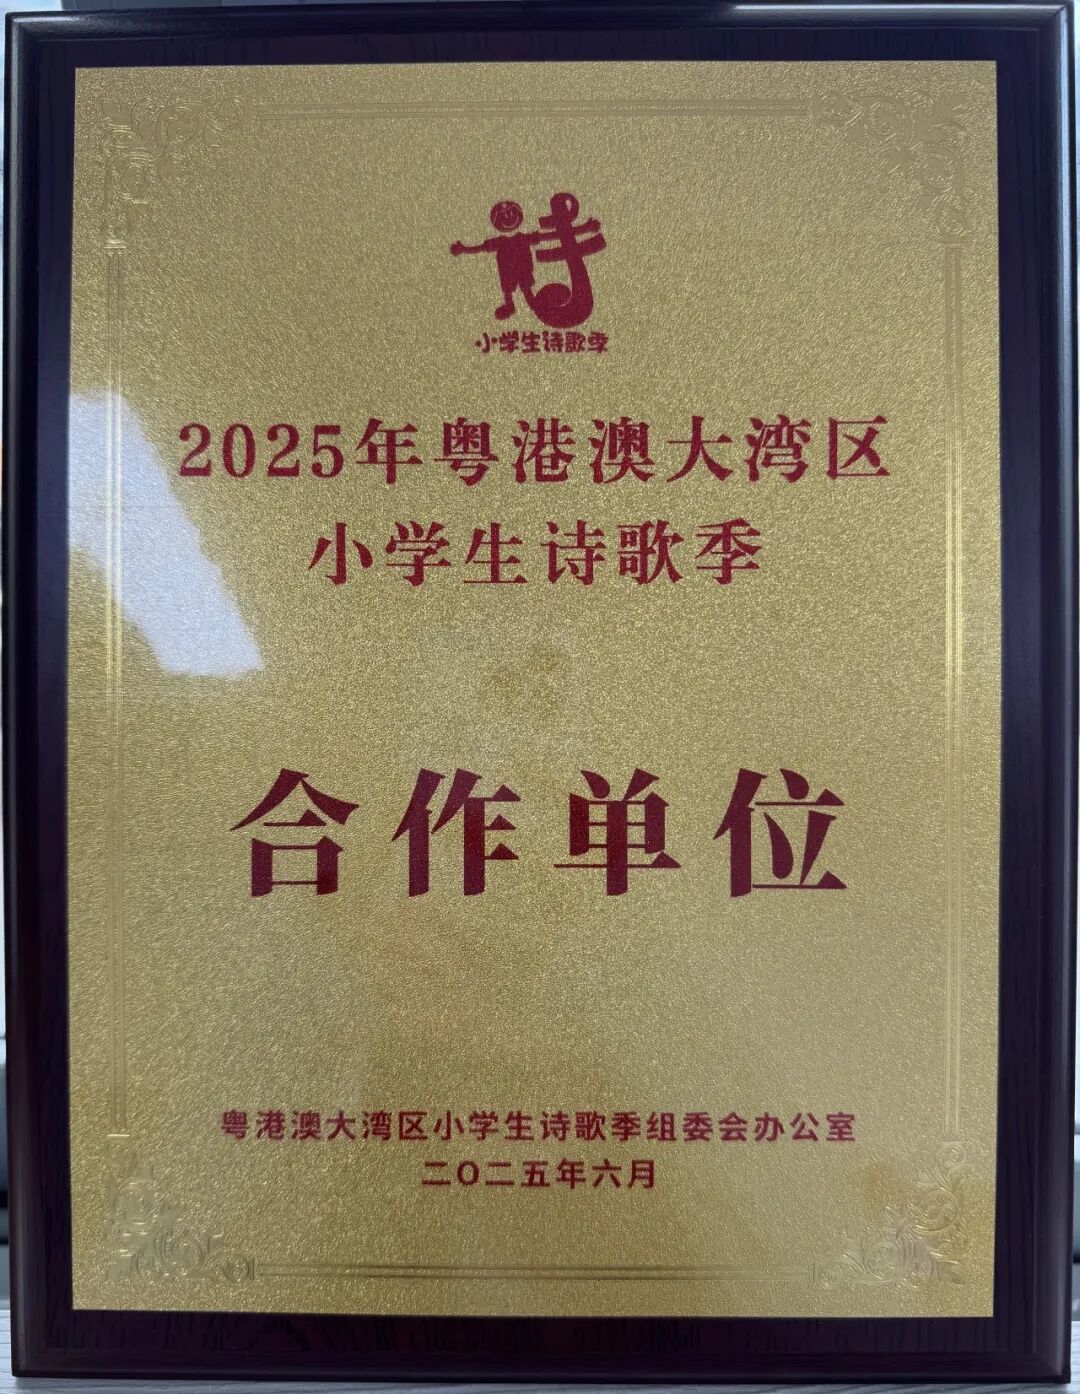 诗
小学生诗歌季
2025年粤港澳大湾区
小学生诗歌季
合作单位
粤港澳大湾区小学生诗歌季组委会办公室
二〇二五年六月